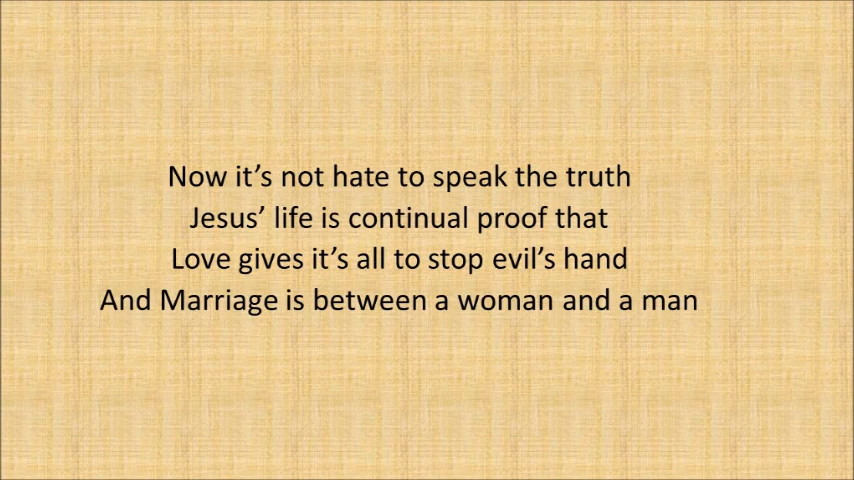 Now it’s not hate to speak the truth
Jesus’ life is continual proof that
Love gives it’s all to stop evil’s hand
And Marriage is between a woman and a man